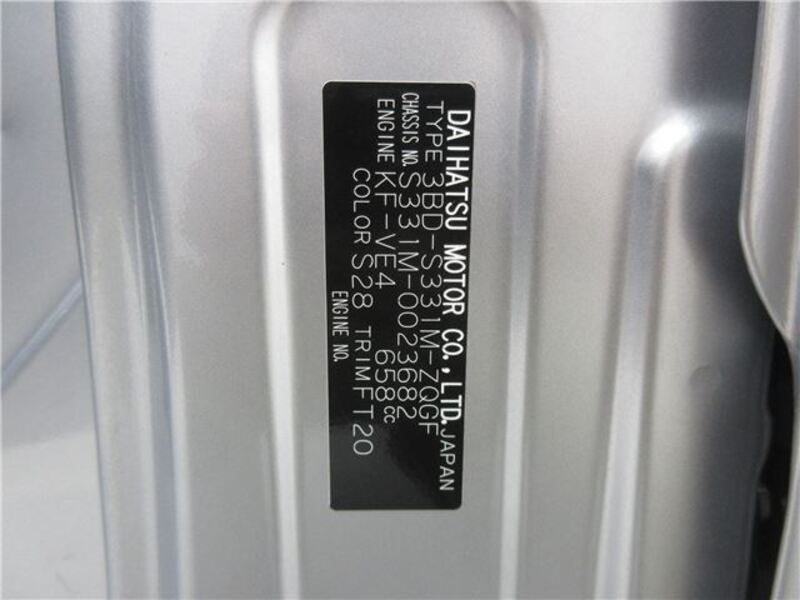 DAIHATSU MOTOR CO., LTD. JAPAN
TYPE 3BD-S331M-ZQGF
CHASSIS NO. S331M-0023682
ENGINE KF-VE4 658CC
COLOR S28 TRIM FT20
ENGINE NO.